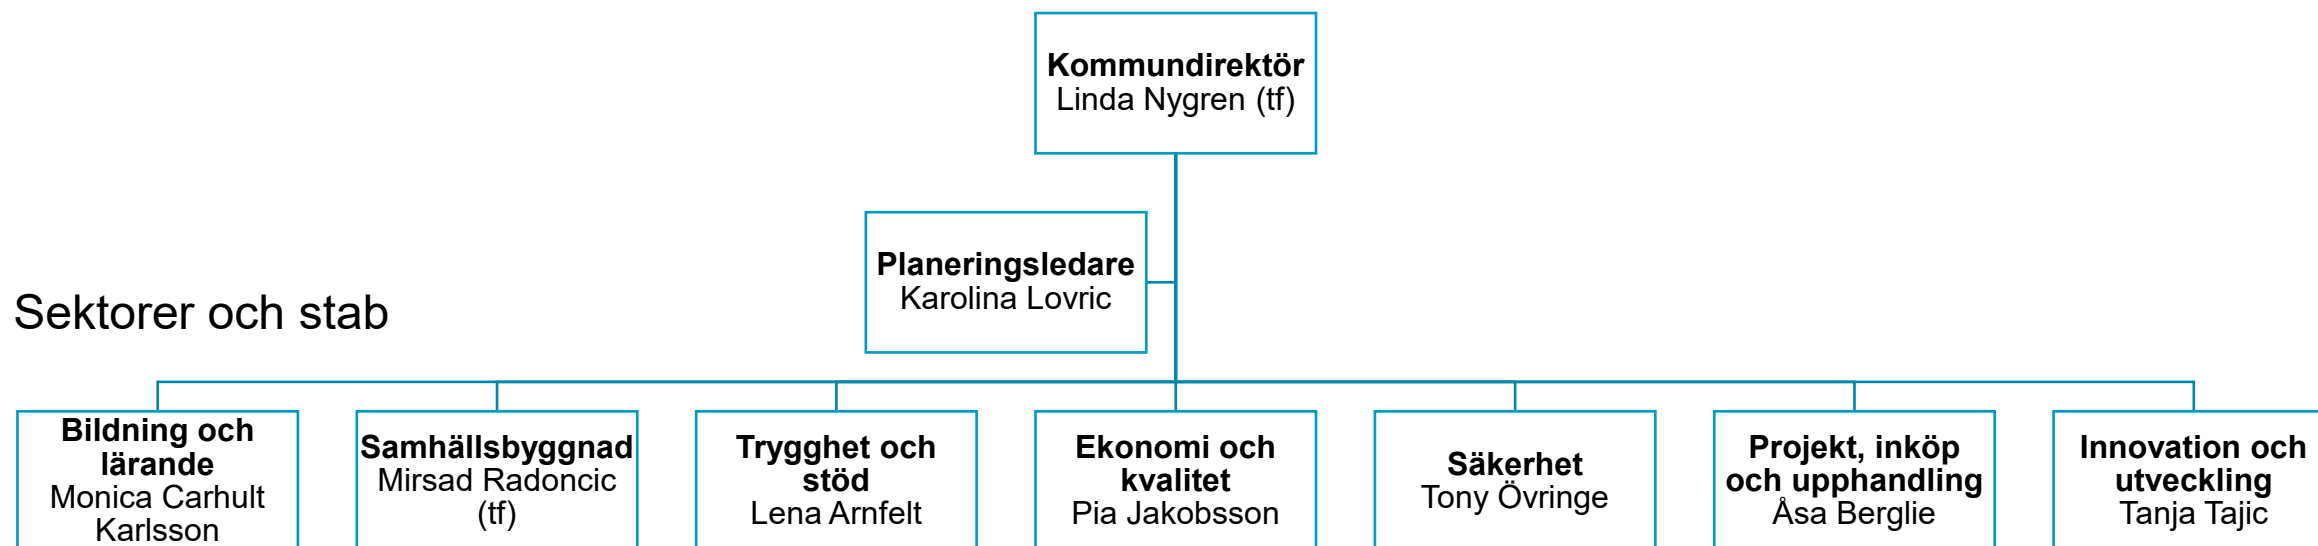 Kommundirektör
Linda Nygren (tf)
Planeringsledare
Karolina Lovric
Sektorer och stab
Bildning och
lärande
Monica Carhult
Karlsson
Samhällsbyggnad
Mirsad Radoncic
(tf)
Trygghet och
stöd
Lena Arnfelt
Ekonomi och
kvalitet
Pia Jakobsson
Säkerhet
Tony Övringe
Projekt, inköp
och upphandling
Åsa Berglie
Innovation och
utveckling
Tanja Tajic